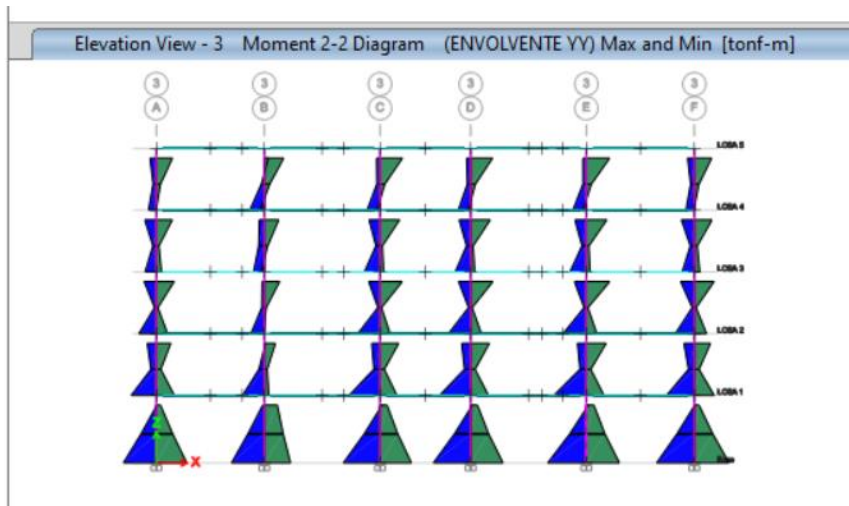 Elevation View - 3 Moment 2-2 Diagram (ENVOLVENTE YY) Max and Min [tonf-m]
3 3 3 3 3 3
A B C D E F
LOSA 5
LOSA 4
LOSA 3
LOSA 2
LOSA 1
Z
X